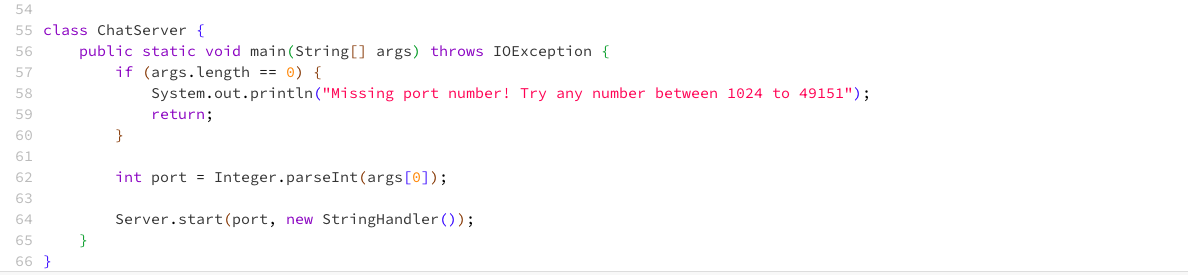 54
55 class ChatServer {
56     public static void main(String[] args) throws IOException {
57         if (args.length == 0) {
58             System.out.println("Missing port number! Try any number between 1024 to 49151");
59             return;
60         }
61
62         int port = Integer.parseInt(args[0]);
63
64         Server.start(port, new StringHandler());
65     }
66 }